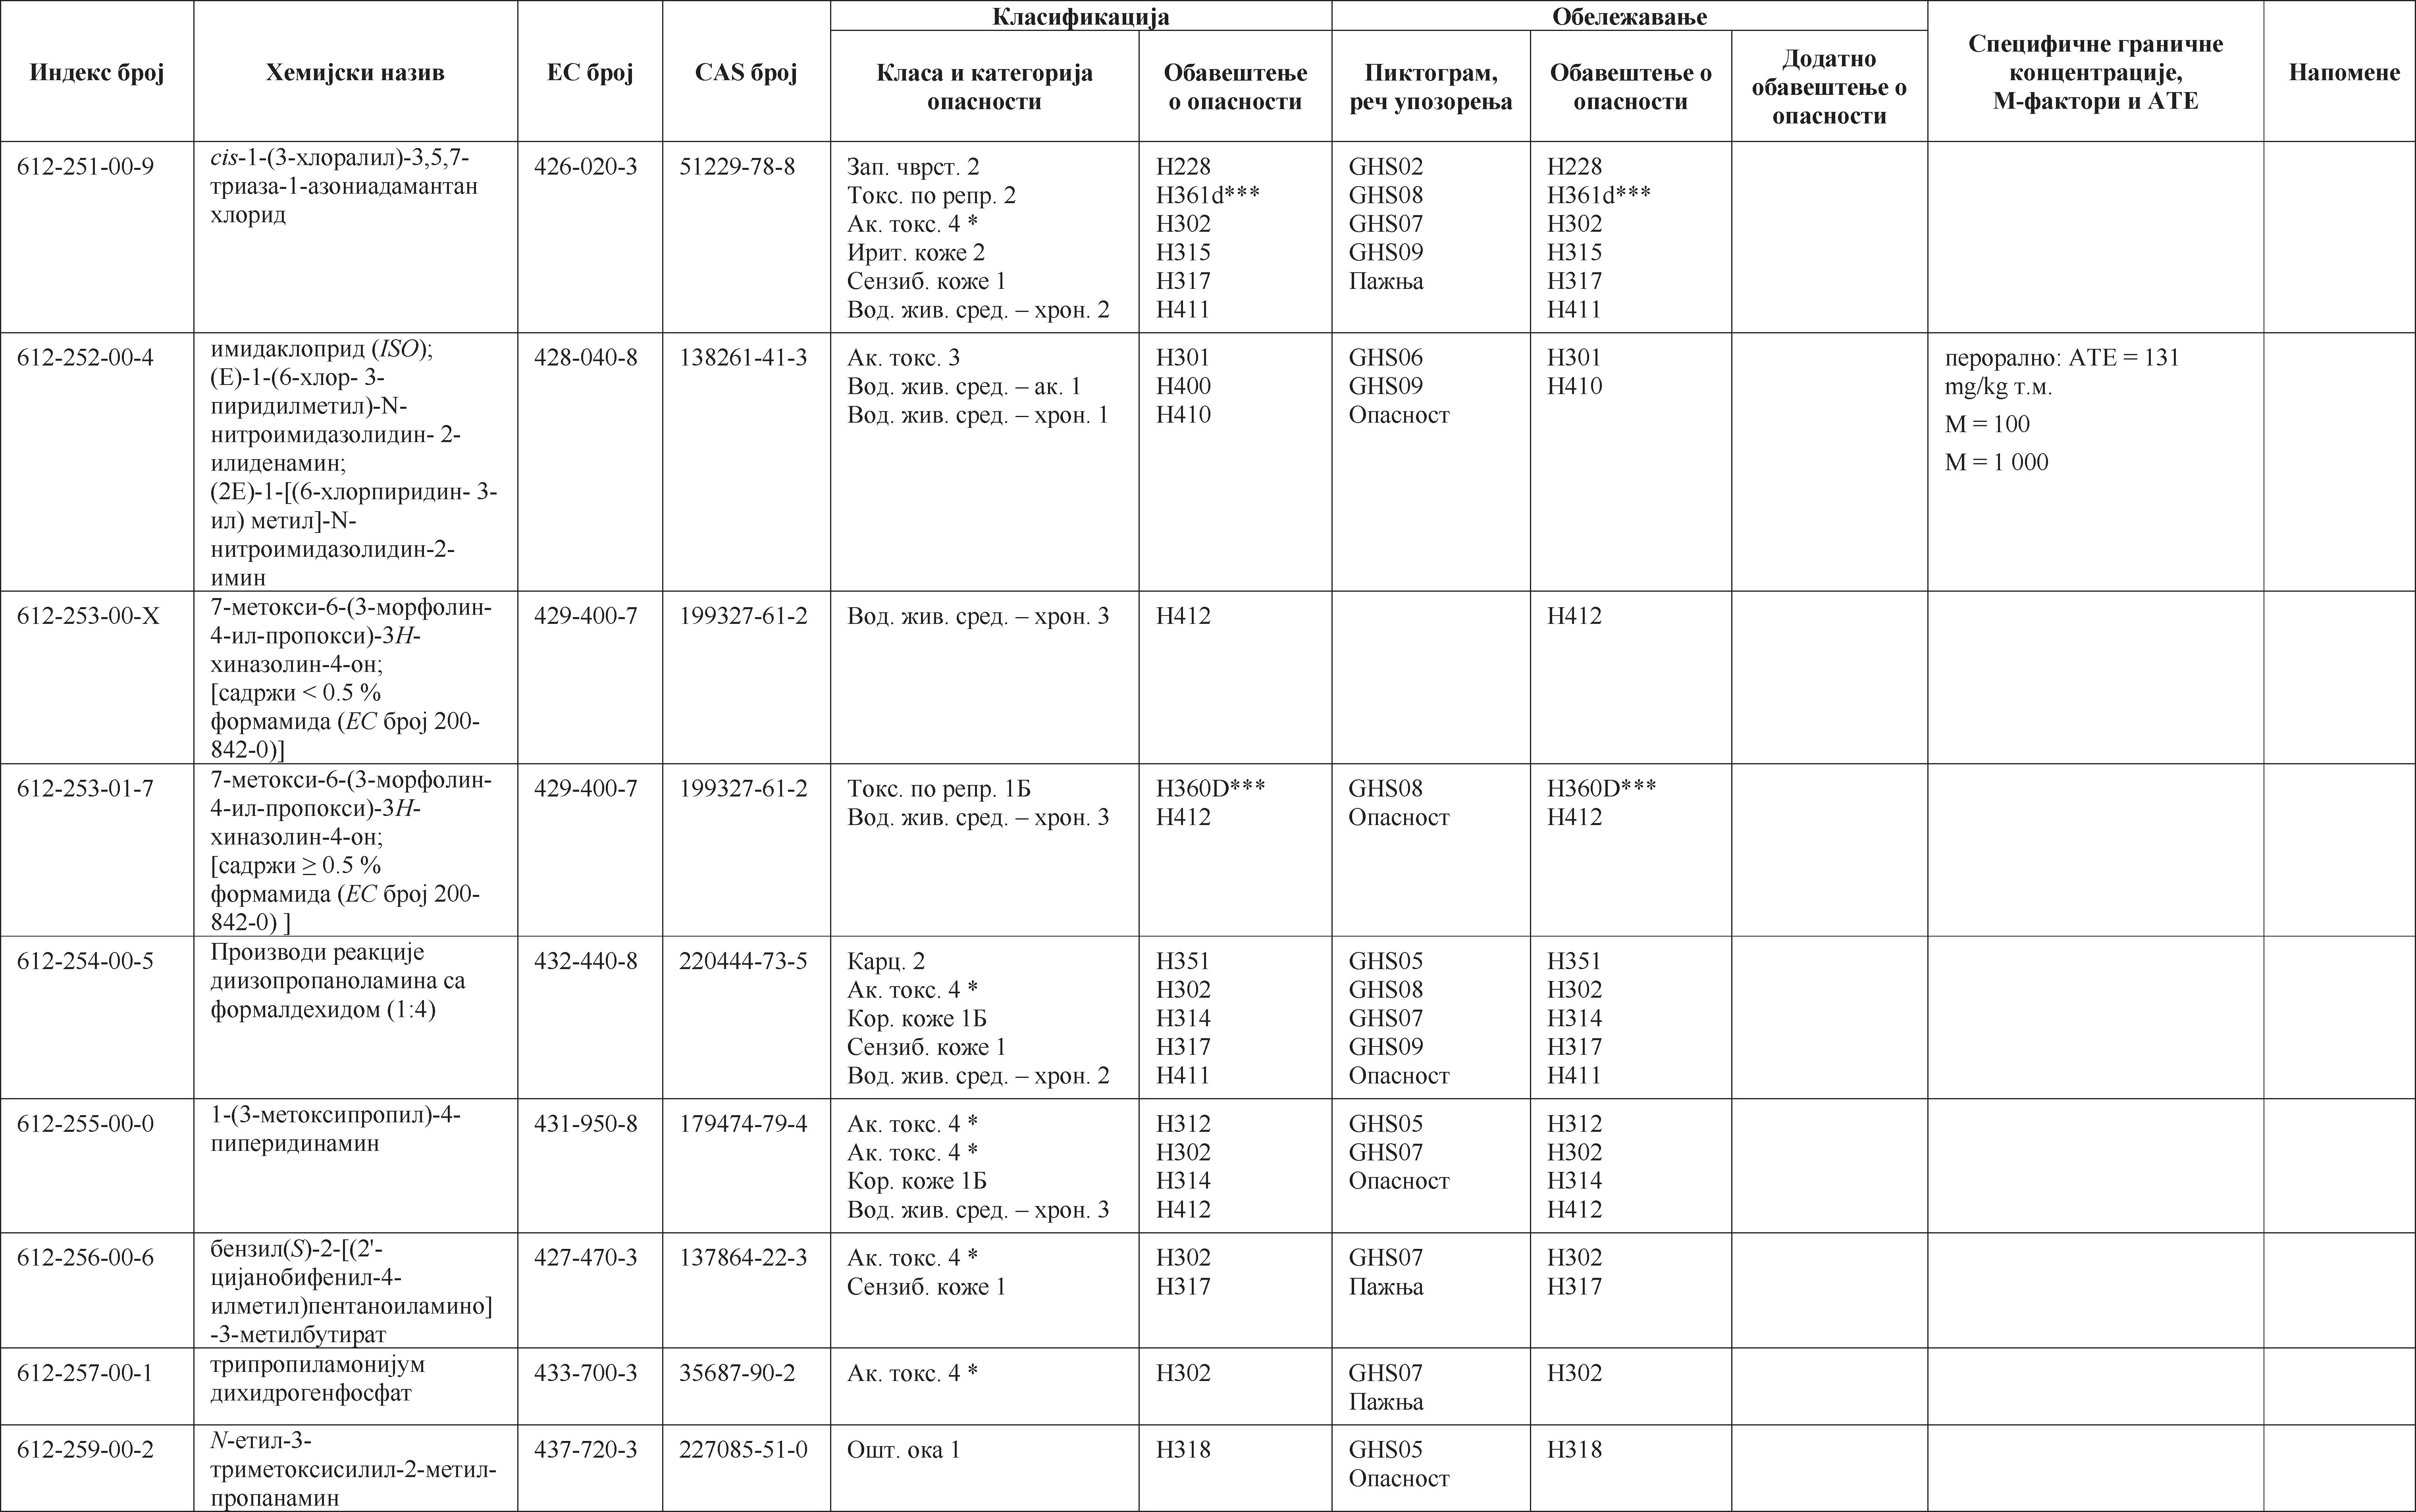 Индекс број
Хемијски назив
ЕС број
CAS број
Класификација
Обележавање
Класа и категорија
опасности
Обавештење
о опасности
Пиктограм,
реч упозорења
Обавештење о
опасности
Додатно
обавештење о
опасности
Специфичне граничне
концентрације,
М-фактори и АТЕ
Напомене
612-251-00-9
cis-1-(3-хлоралил)-3,5,7-
триаза-1-азониадамантан
хлорид
426-020-3
51229-78-8
Зап. чврст. 2
Токс. по репр. 2
Ак. токс. 4 *
Ирит. коже 2
Сензиб. коже 1
Вод. жив. сред. – хрон. 2
H228
H361d***
H302
H315
H317
H411
GHS02
GHS08
GHS07
GHS09
Пажња
H228
H361d***
H302
H315
H317
H411
612-252-00-4
имидаклоприд (ISO);
(E)-1-(6-хлор- 3-
пиридилметил)-N-
нитроимидазолидин- 2-
илиденамин;
(2E)-1-[(6-хлорпиридин- 3-
ил) метил]-N-
нитроимидазолидин-2-
имин
428-040-8
138261-41-3
Ак. токс. 3
Вод. жив. сред. – ак. 1
Вод. жив. сред. – хрон. 1
H301
H400
H410
GHS06
GHS09
Опасност
H301
H410
перорално: ATE = 131
mg/kg т.м.
M = 100
M = 1 000
612-253-00-X
7-метокси-6-(3-морфолин-
4-ил-пропокси)-3H-
хиназолин-4-он;
[садржи < 0.5 %
формамида (EC број 200-
842-0)]
429-400-7
199327-61-2
Вод. жив. сред. – хрон. 3
H412
H412
612-253-01-7
7-метокси-6-(3-морфолин-
4-ил-пропокси)-3H-
хиназолин-4-он;
[садржи ≥ 0.5 %
формамида (EC број 200-
842-0) ]
429-400-7
199327-61-2
Токс. по репр. 1Б
Вод. жив. сред. – хрон. 3
H360D***
H412
GHS08
Опасност
H360D***
H412
612-254-00-5
Производи реакције
диизопропаноламина са
формалдехидом (1:4)
432-440-8
220444-73-5
Карц. 2
Ак. токс. 4 *
Кор. коже 1Б
Сензиб. коже 1
Вод. жив. сред. – хрон. 2
H351
H302
H314
H317
H411
GHS05
GHS08
GHS07
GHS09
Опасност
H351
H302
H314
H317
H411
612-255-00-0
1-(3-метоксипропил)-4-
пиперидинамин
431-950-8
179474-79-4
Ак. токс. 4 *
Ак. токс. 4 *
Кор. коже 1Б
Вод. жив. сред. – хрон. 3
H312
H302
H314
H412
GHS05
GHS07
Опасност
H312
H302
H314
H412
612-256-00-6
бензил(S)-2-[(2'-
цијанобифенил-4-
илметил)пентаноиламино]
-3-метилбутират
427-470-3
137864-22-3
Ак. токс. 4 *
Сензиб. коже 1
H302
H317
GHS07
Пажња
H302
H317
612-257-00-1
трипропиламонијум
дихидрогенфосфат
433-700-3
35687-90-2
Ак. токс. 4 *
H302
GHS07
Пажња
H302
612-259-00-2
N-етил-3-
триметоксисилил-2-метил-
пропанамин
437-720-3
227085-51-0
Ошт. ока 1
H318
GHS05
Опасност
H318